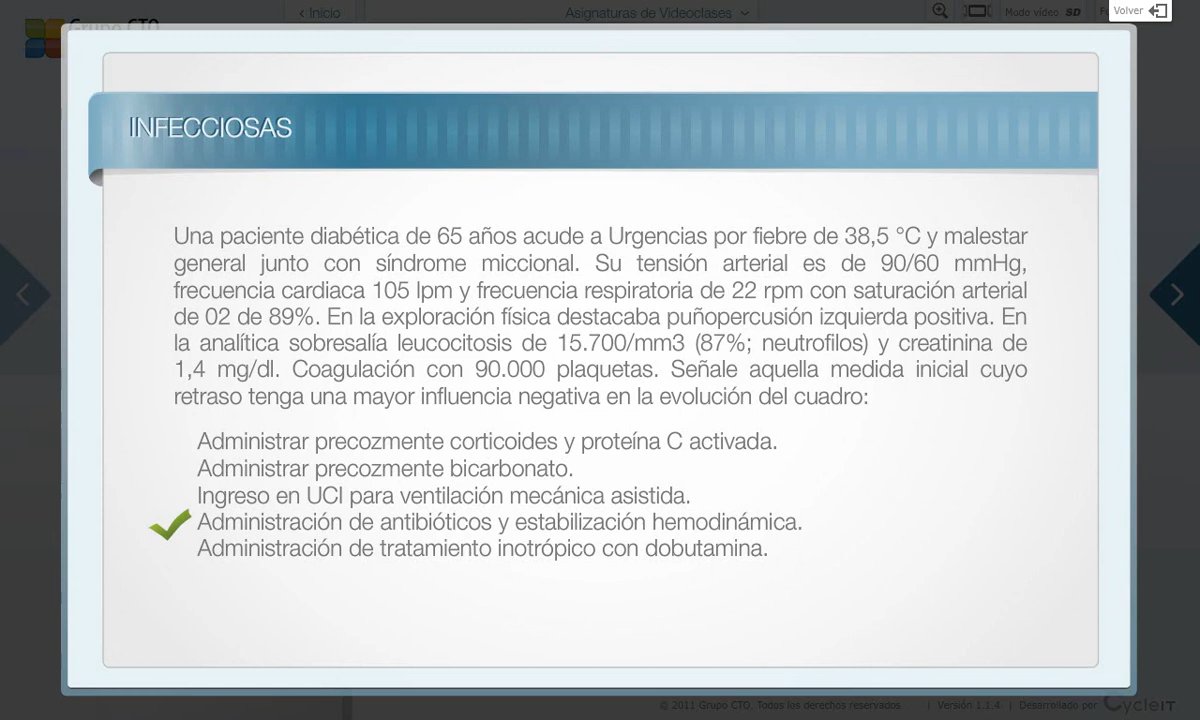 ‹ Inicio
Asignaturas de Videoclases
Modo vídeo SD
Volver
Grupo CTO
INFECCIOSAS
Una paciente diabética de 65 años acude a Urgencias por fiebre de 38,5 °C y malestar
general junto con síndrome miccional. Su tensión arterial es de 90/60 mmHg,
frecuencia cardiaca 105 lpm y frecuencia respiratoria de 22 rpm con saturación arterial
de 02 de 89%. En la exploración física destacaba puñopercusión izquierda positiva. En
la analítica sobresalía leucocitosis de 15.700/mm3 (87%; neutrofilos) y creatinina de
1,4 mg/dl. Coagulación con 90.000 plaquetas. Señale aquella medida inicial cuyo
retraso tenga una mayor influencia negativa en la evolución del cuadro:
Administrar precozmente corticoides y proteína C activada.
Administrar precozmente bicarbonato.
Ingreso en UCI para ventilación mecánica asistida.
Administración de antibióticos y estabilización hemodinámica.
Administración de tratamiento inotrópico con dobutamina.
© 2011 Grupo CTO. Todos los derechos reservados | Versión 1.1.4 | Desarrollado por CycleIT